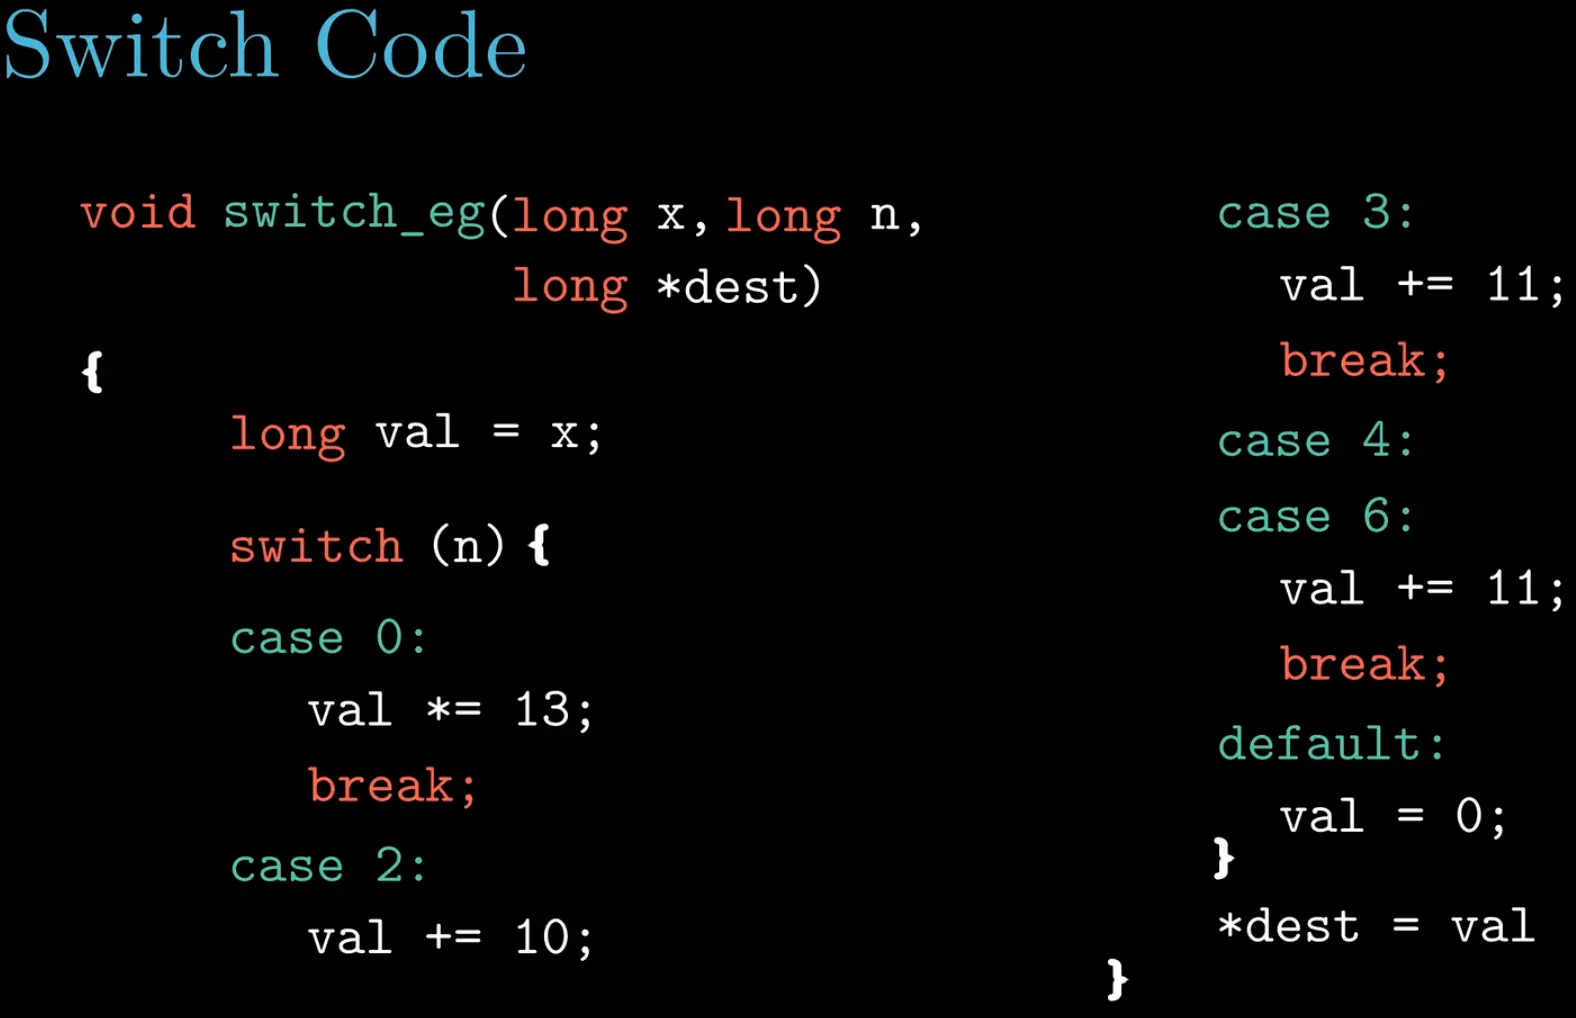 Switch Code
void switch_eg(long x, long n,
long *dest)
{
long val = x;
switch (n) {
case 0:
val *= 13;
break;
case 2:
val += 10;
case 3:
val += 11;
break;
case 4:
case 6:
val += 11;
break;
default:
val = 0;
}
*dest = val
}